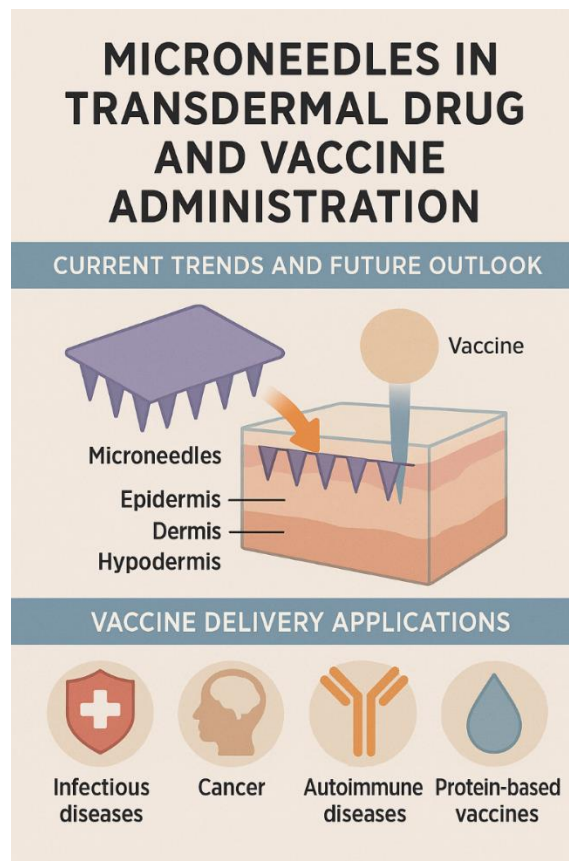 MICRONEEDLES IN
TRANSDERMAL DRUG
AND VACCINE
ADMINISTRATION
CURRENT TRENDS AND FUTURE OUTLOOK
Vaccine
Microneedles
Epidermis
Dermis
Hypodermis
VACCINE DELIVERY APPLICATIONS
Infectious
diseases
Cancer
Autoimmune
diseases
Protein-based
vaccines